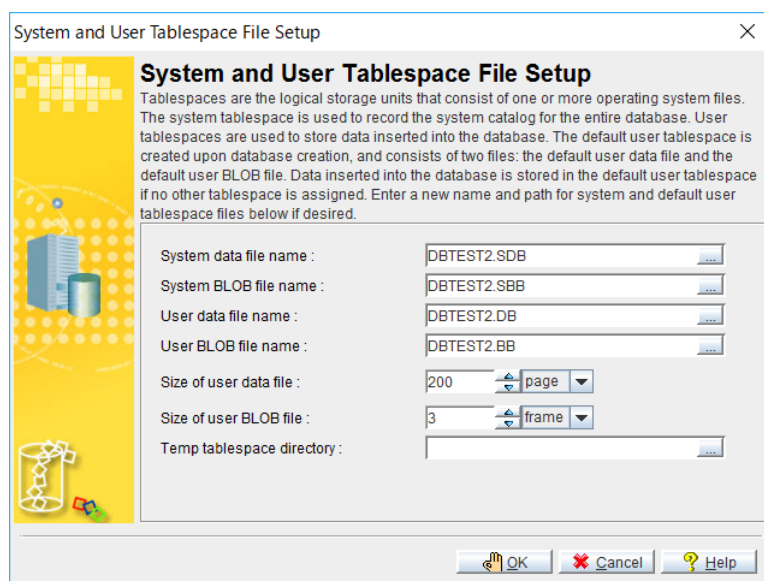 System and User Tablespace File Setup
System and User Tablespace File Setup
Tablespaces are the logical storage units that consist of one or more operating system files.
The system tablespace is used to record the system catalog for the entire database. User
tablespaces are used to store data inserted into the database. The default user tablespace is
created upon database creation, and consists of two files: the default user data file and the
default user BLOB file. Data inserted into the database is stored in the default user tablespace
if no other tablespace is assigned. Enter a new name and path for system and default user
tablespace files below if desired.
System data file name : DBTEST2.SDB ...
System BLOB file name : DBTEST2.SBB ...
User data file name : DBTEST2.DB ...
User BLOB file name : DBTEST2.BB ...
Size of user data file : 200 page
Size of user BLOB file : 3 frame
Temp tablespace directory : ...
OK Cancel Help